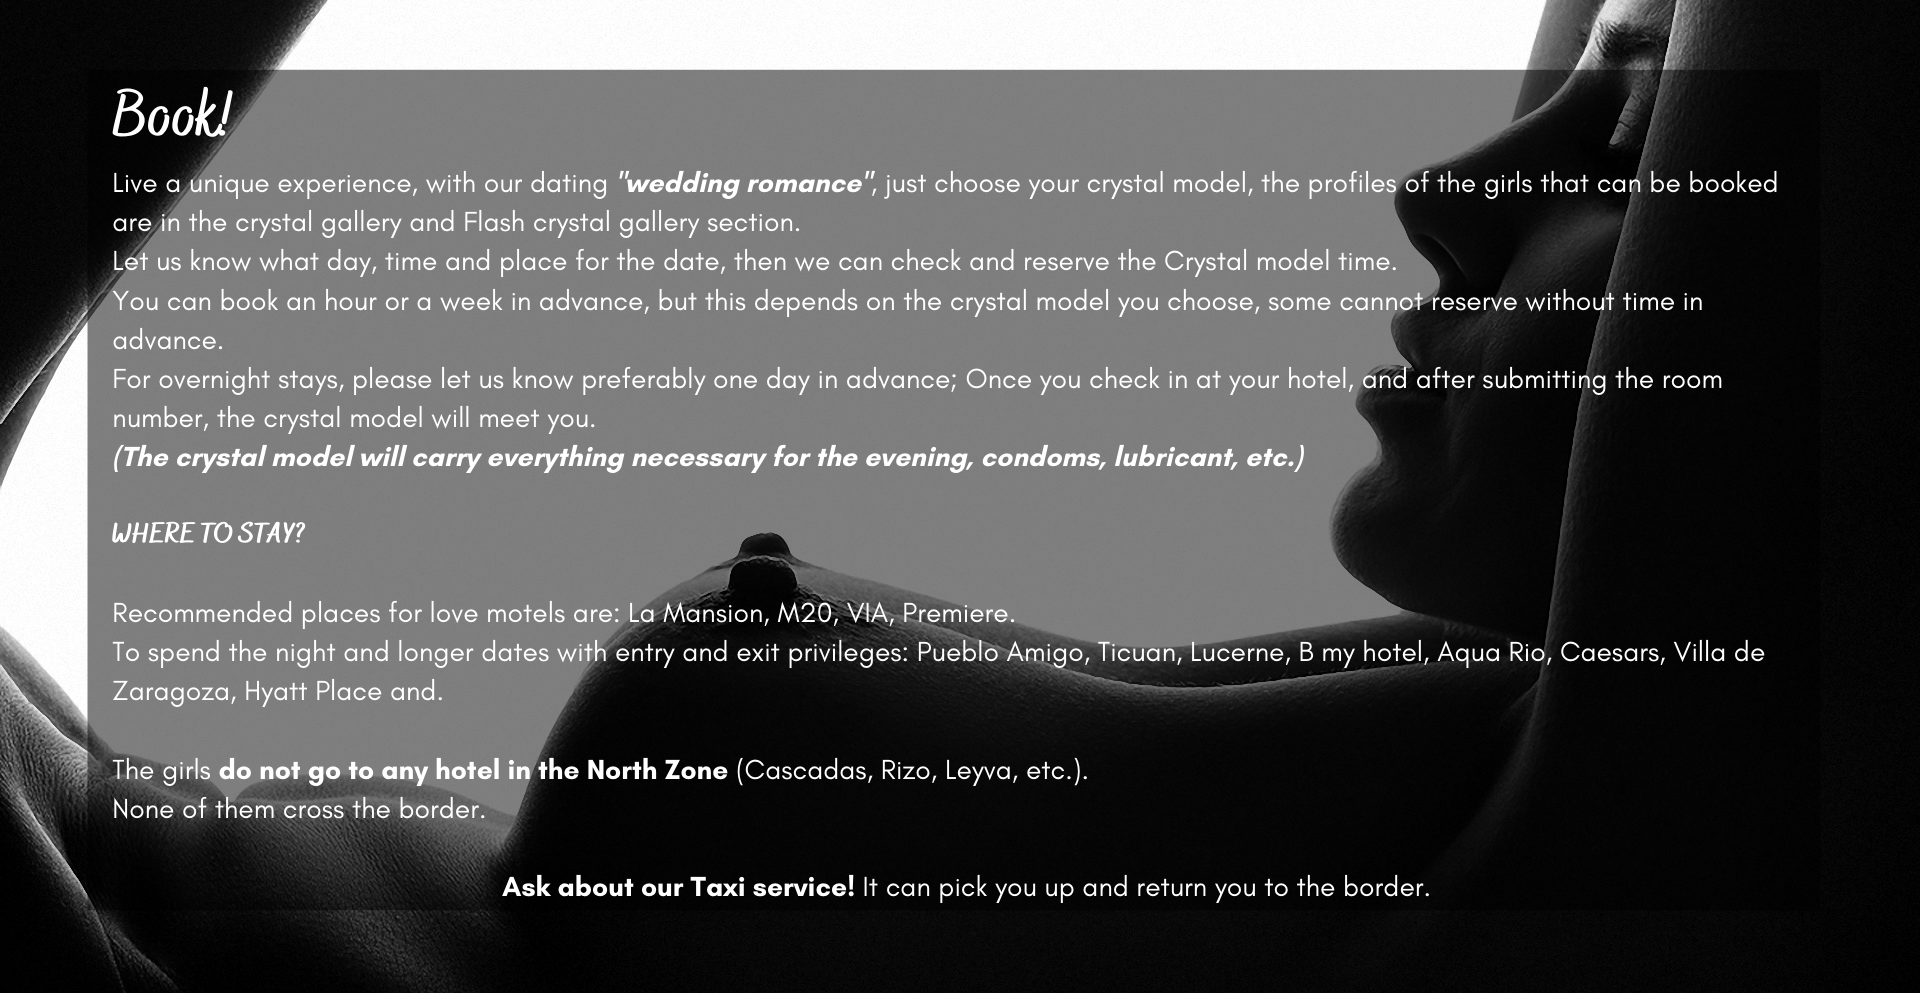 Book!
Live a unique experience, with our dating "wedding romance", just choose your crystal model, the profiles of the girls that can be booked
are in the crystal gallery and Flash crystal gallery section.
Let us know what day, time and place for the date, then we can check and reserve the Crystal model time.
You can book an hour or a week in advance, but this depends on the crystal model you choose, some cannot reserve without time in
advance.
For overnight stays, please let us know preferably one day in advance; Once you check in at your hotel, and after submitting the room
number, the crystal model will meet you.
(The crystal model will carry everything necessary for the evening, condoms, lubricant, etc.)
WHERE TO STAY?
Recommended places for love motels are: La Mansion, M20, VIA, Premiere.
To spend the night and longer dates with entry and exit privileges: Pueblo Amigo, Ticuan, Lucerne, B my hotel, Aqua Rio, Caesars, Villa de
Zaragoza, Hyatt Place and.
The girls do not go to any hotel in the North Zone (Cascadas, Rizo, Leyva, etc.).
None of them cross the border.
Ask about our Taxi service! It can pick you up and return you to the border.